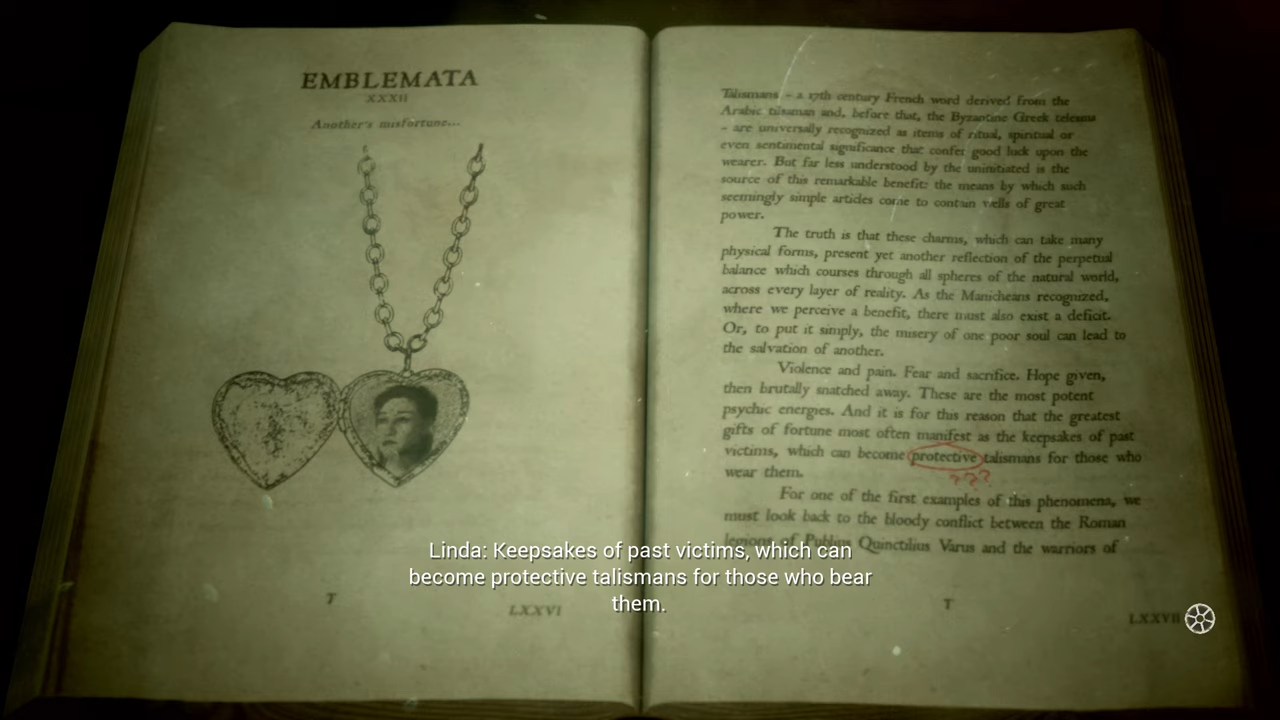 EMBLEMATA
XXXII
Another's misfortune...
T
LXXVI
Talismans – a 17th century French word derived from the
Arabic tilsaman and, before that, the Byzantine Greek telesma
– are universally recognized as items of ritual, spiritual or
even sentimental significance that confer good luck upon the
wearer. But far less understood by the uninitiated is the
source of this remarkable benefit: the means by which such
seemingly simple articles come to contain wells of great
power.
The truth is that these charms, which can take many
physical forms, present yet another reflection of the perpetual
balance which courses through all spheres of the natural world,
across every layer of reality. As the Manicheans recognized,
where we perceive a benefit, there must also exist a deficit.
Or, to put it simply, the misery of one poor soul can lead to
the salvation of another.
Violence and pain. Fear and sacrifice. Hope given,
then brutally snatched away. These are the most potent
psychic energies. And it is for this reason that the greatest
gifts of fortune most often manifest as the keepsakes of past
victims, which can become protective talismans for those who
???
wear them.
For one of the first examples of this phenomena, we
must look back to the bloody conflict between the Roman
legions of Publius Quinctilius Varus and the warriors of
T
LXXVII
Linda: Keepsakes of past victims, which can
become protective talismans for those who bear
them.